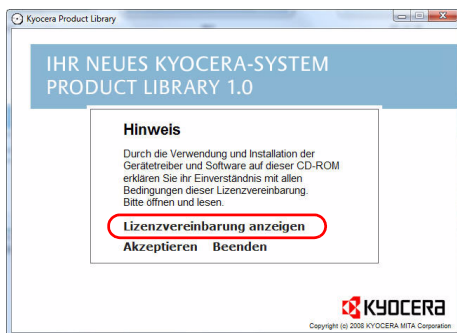 Kyocera Product Library
IHR NEUES KYOCERA-SYSTEM
PRODUCT LIBRARY 1.0
Hinweis
Durch die Verwendung und Installation der
Gerätetreiber und Software auf dieser CD-ROM
erklären Sie ihr Einverständnis mit allen
Bedingungen dieser Lizenzvereinbarung.
Bitte öffnen und lesen.
Lizenzvereinbarung anzeigen
Akzeptieren Beenden
KYOCERA
Copyright (c) 2008 KYOCERA MITA Corporation